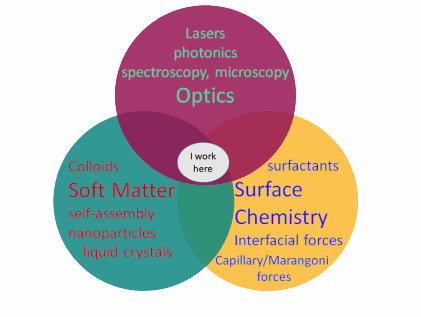 Lasers
photonics
spectroscopy, microscopy
Optics
I work
here
Colloids
Soft Matter
self-assembly
nanoparticles
liquid crystals
surfactants
Surface
Chemistry
Interfacial forces
Capillary/Marangoni
forces